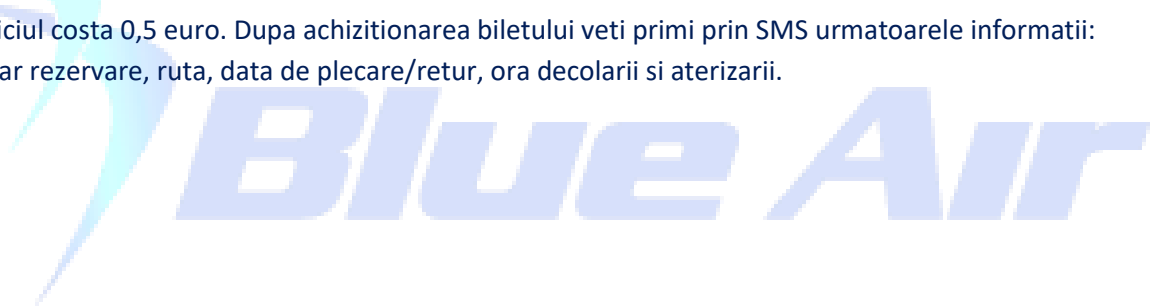 iciul costa 0,5 euro. Dupa achizitionarea biletului veti primi prin SMS urmatoarele informatii:
ar rezervare, ruta, data de plecare/retur, ora decolarii si aterizarii.
Blue Air